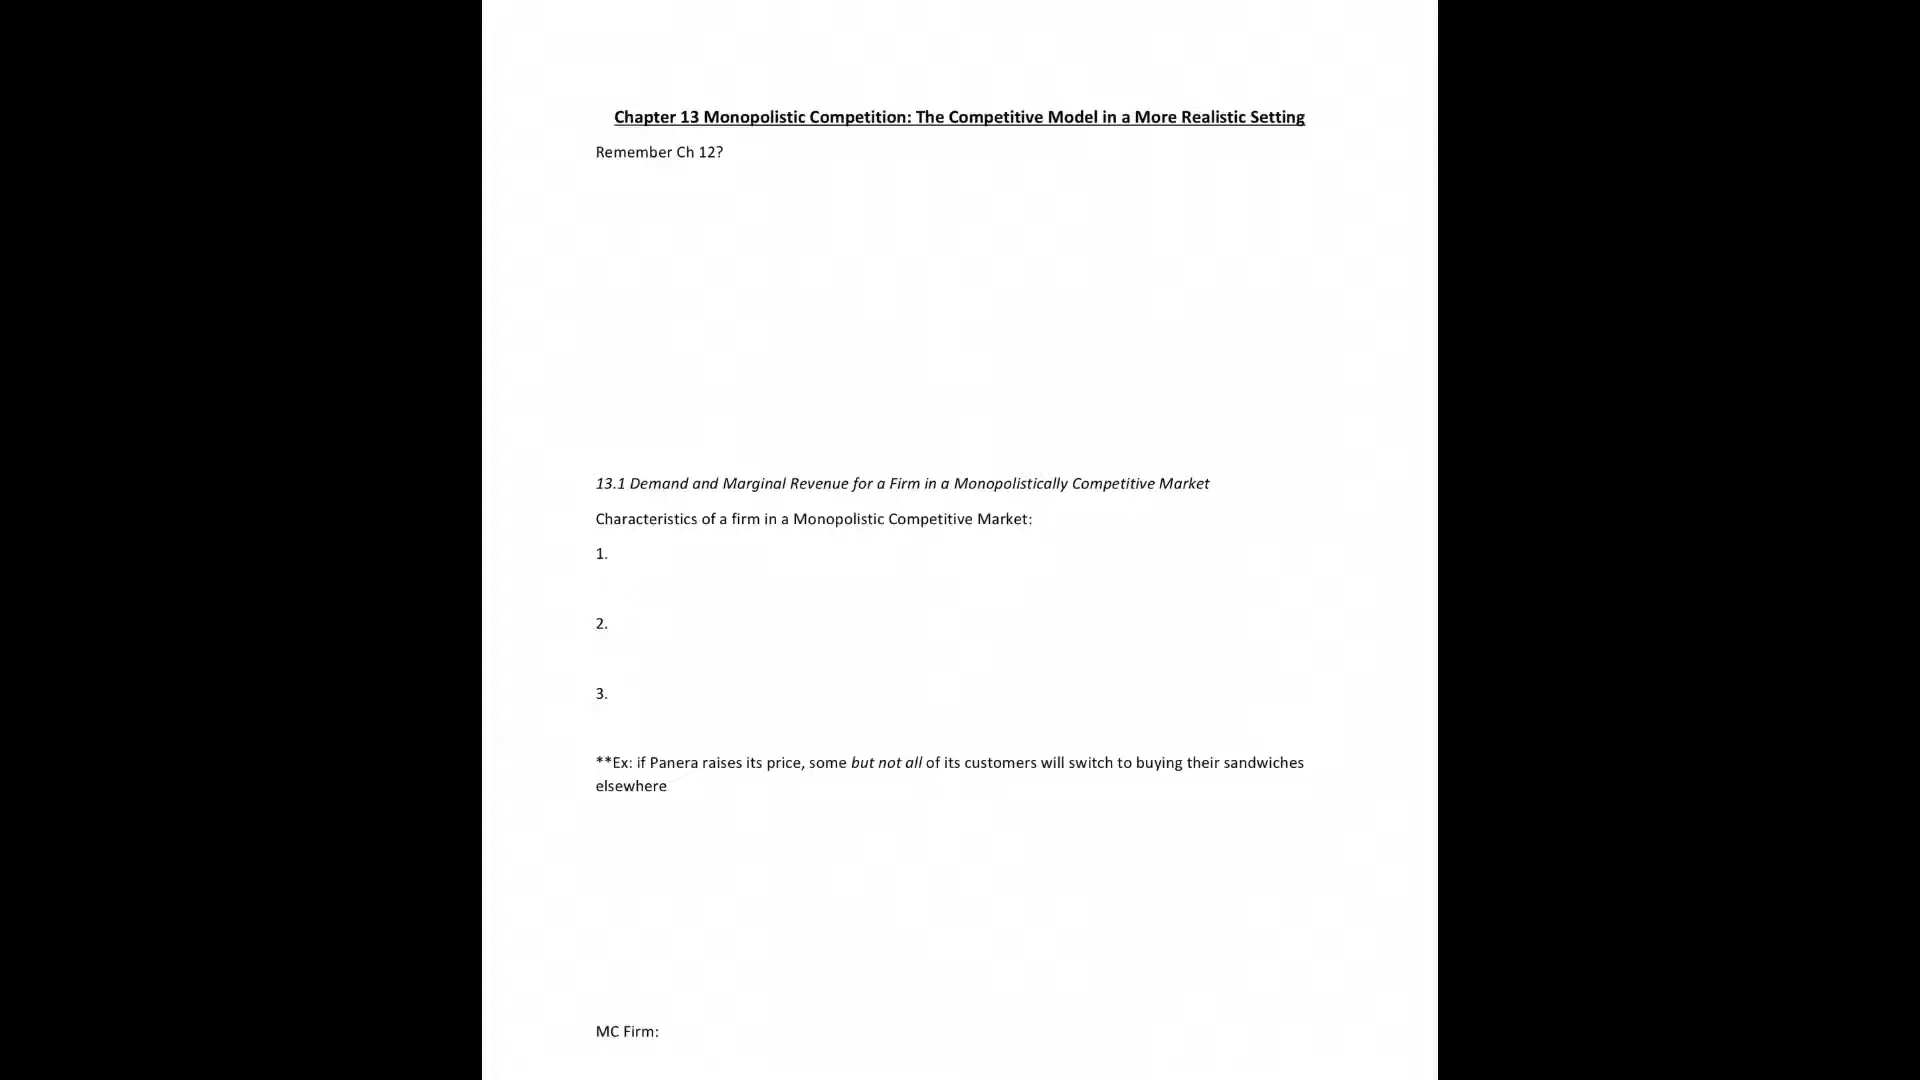 Chapter 13 Monopolistic Competition: The Competitive Model in a More Realistic Setting
Remember Ch 12?
13.1 Demand and Marginal Revenue for a Firm in a Monopolistically Competitive Market
Characteristics of a firm in a Monopolistic Competitive Market:
1.
2.
3.
**Ex: if Panera raises its price, some but not all of its customers will switch to buying their sandwiches
elsewhere
MC Firm: